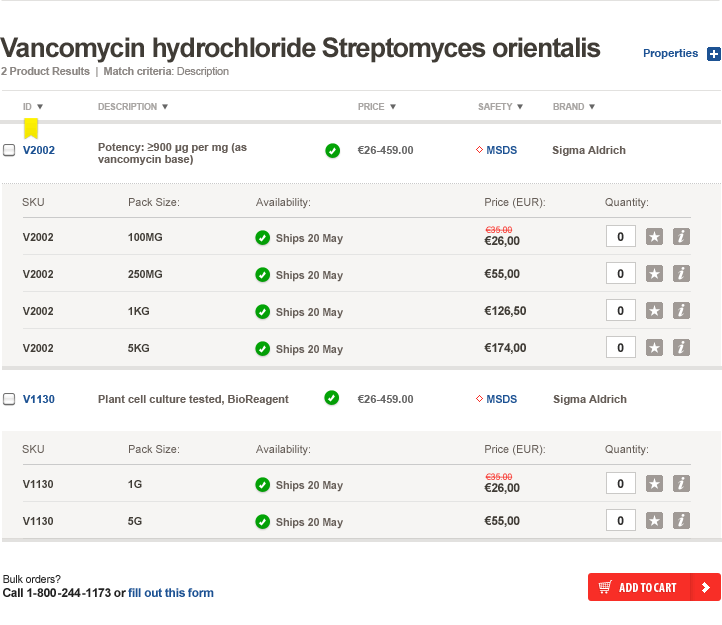 Vancomycin hydrochloride Streptomyces orientalis
Properties
2 Product Results | Match criteria: Description
ID DESCRIPTION PRICE SAFETY BRAND
V2002 Potency: ≥900 μg per mg (as vancomycin base) €26-459.00 MSDS Sigma Aldrich
SKU Pack Size: Availability: Price (EUR): Quantity:
€35.00
V2002 100MG Ships 20 May €26,00 0
V2002 250MG Ships 20 May €55,00 0
V2002 1KG Ships 20 May €126,50 0
V2002 5KG Ships 20 May €174,00 0
V1130 Plant cell culture tested, BioReagent €26-459.00 MSDS Sigma Aldrich
SKU Pack Size: Availability: Price (EUR): Quantity:
€35.00
V1130 1G Ships 20 May €26,00 0
V1130 5G Ships 20 May €55,00 0
Bulk orders?
Call 1-800-244-1173 or fill out this form
ADD TO CART